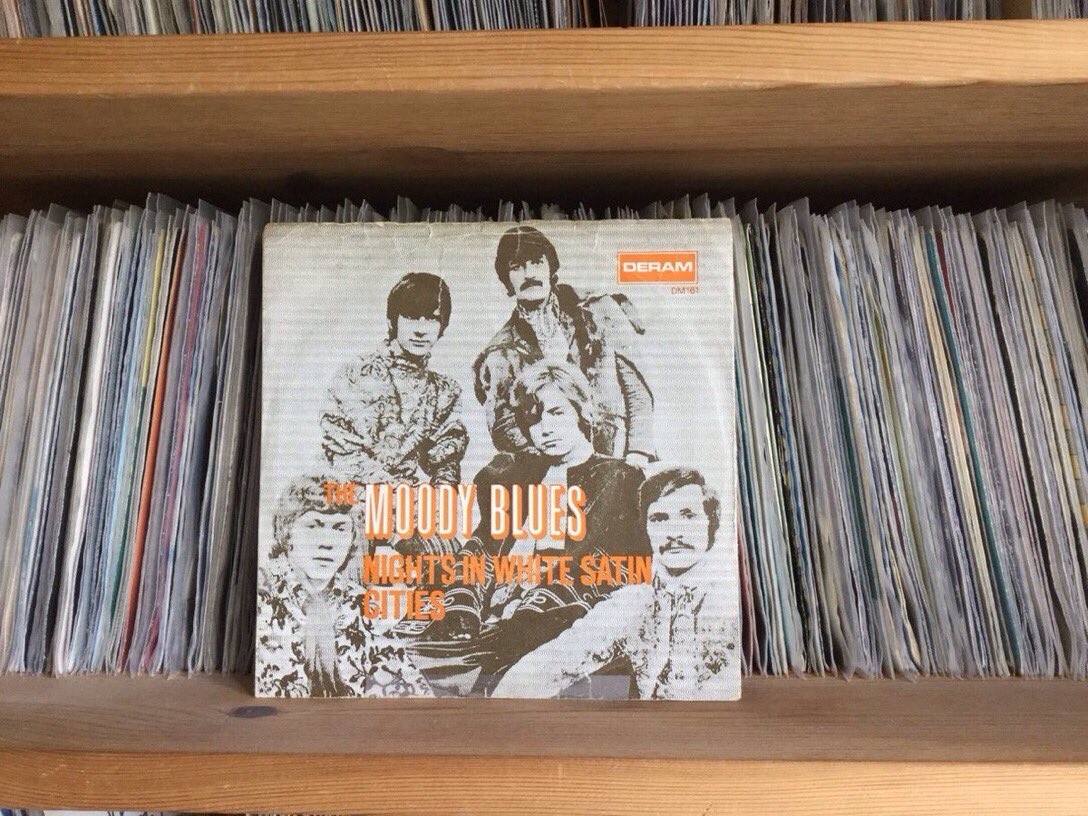 DERAM
DM 161
THE MOODY BLUES
NIGHTS IN WHITE SATIN
CITIES